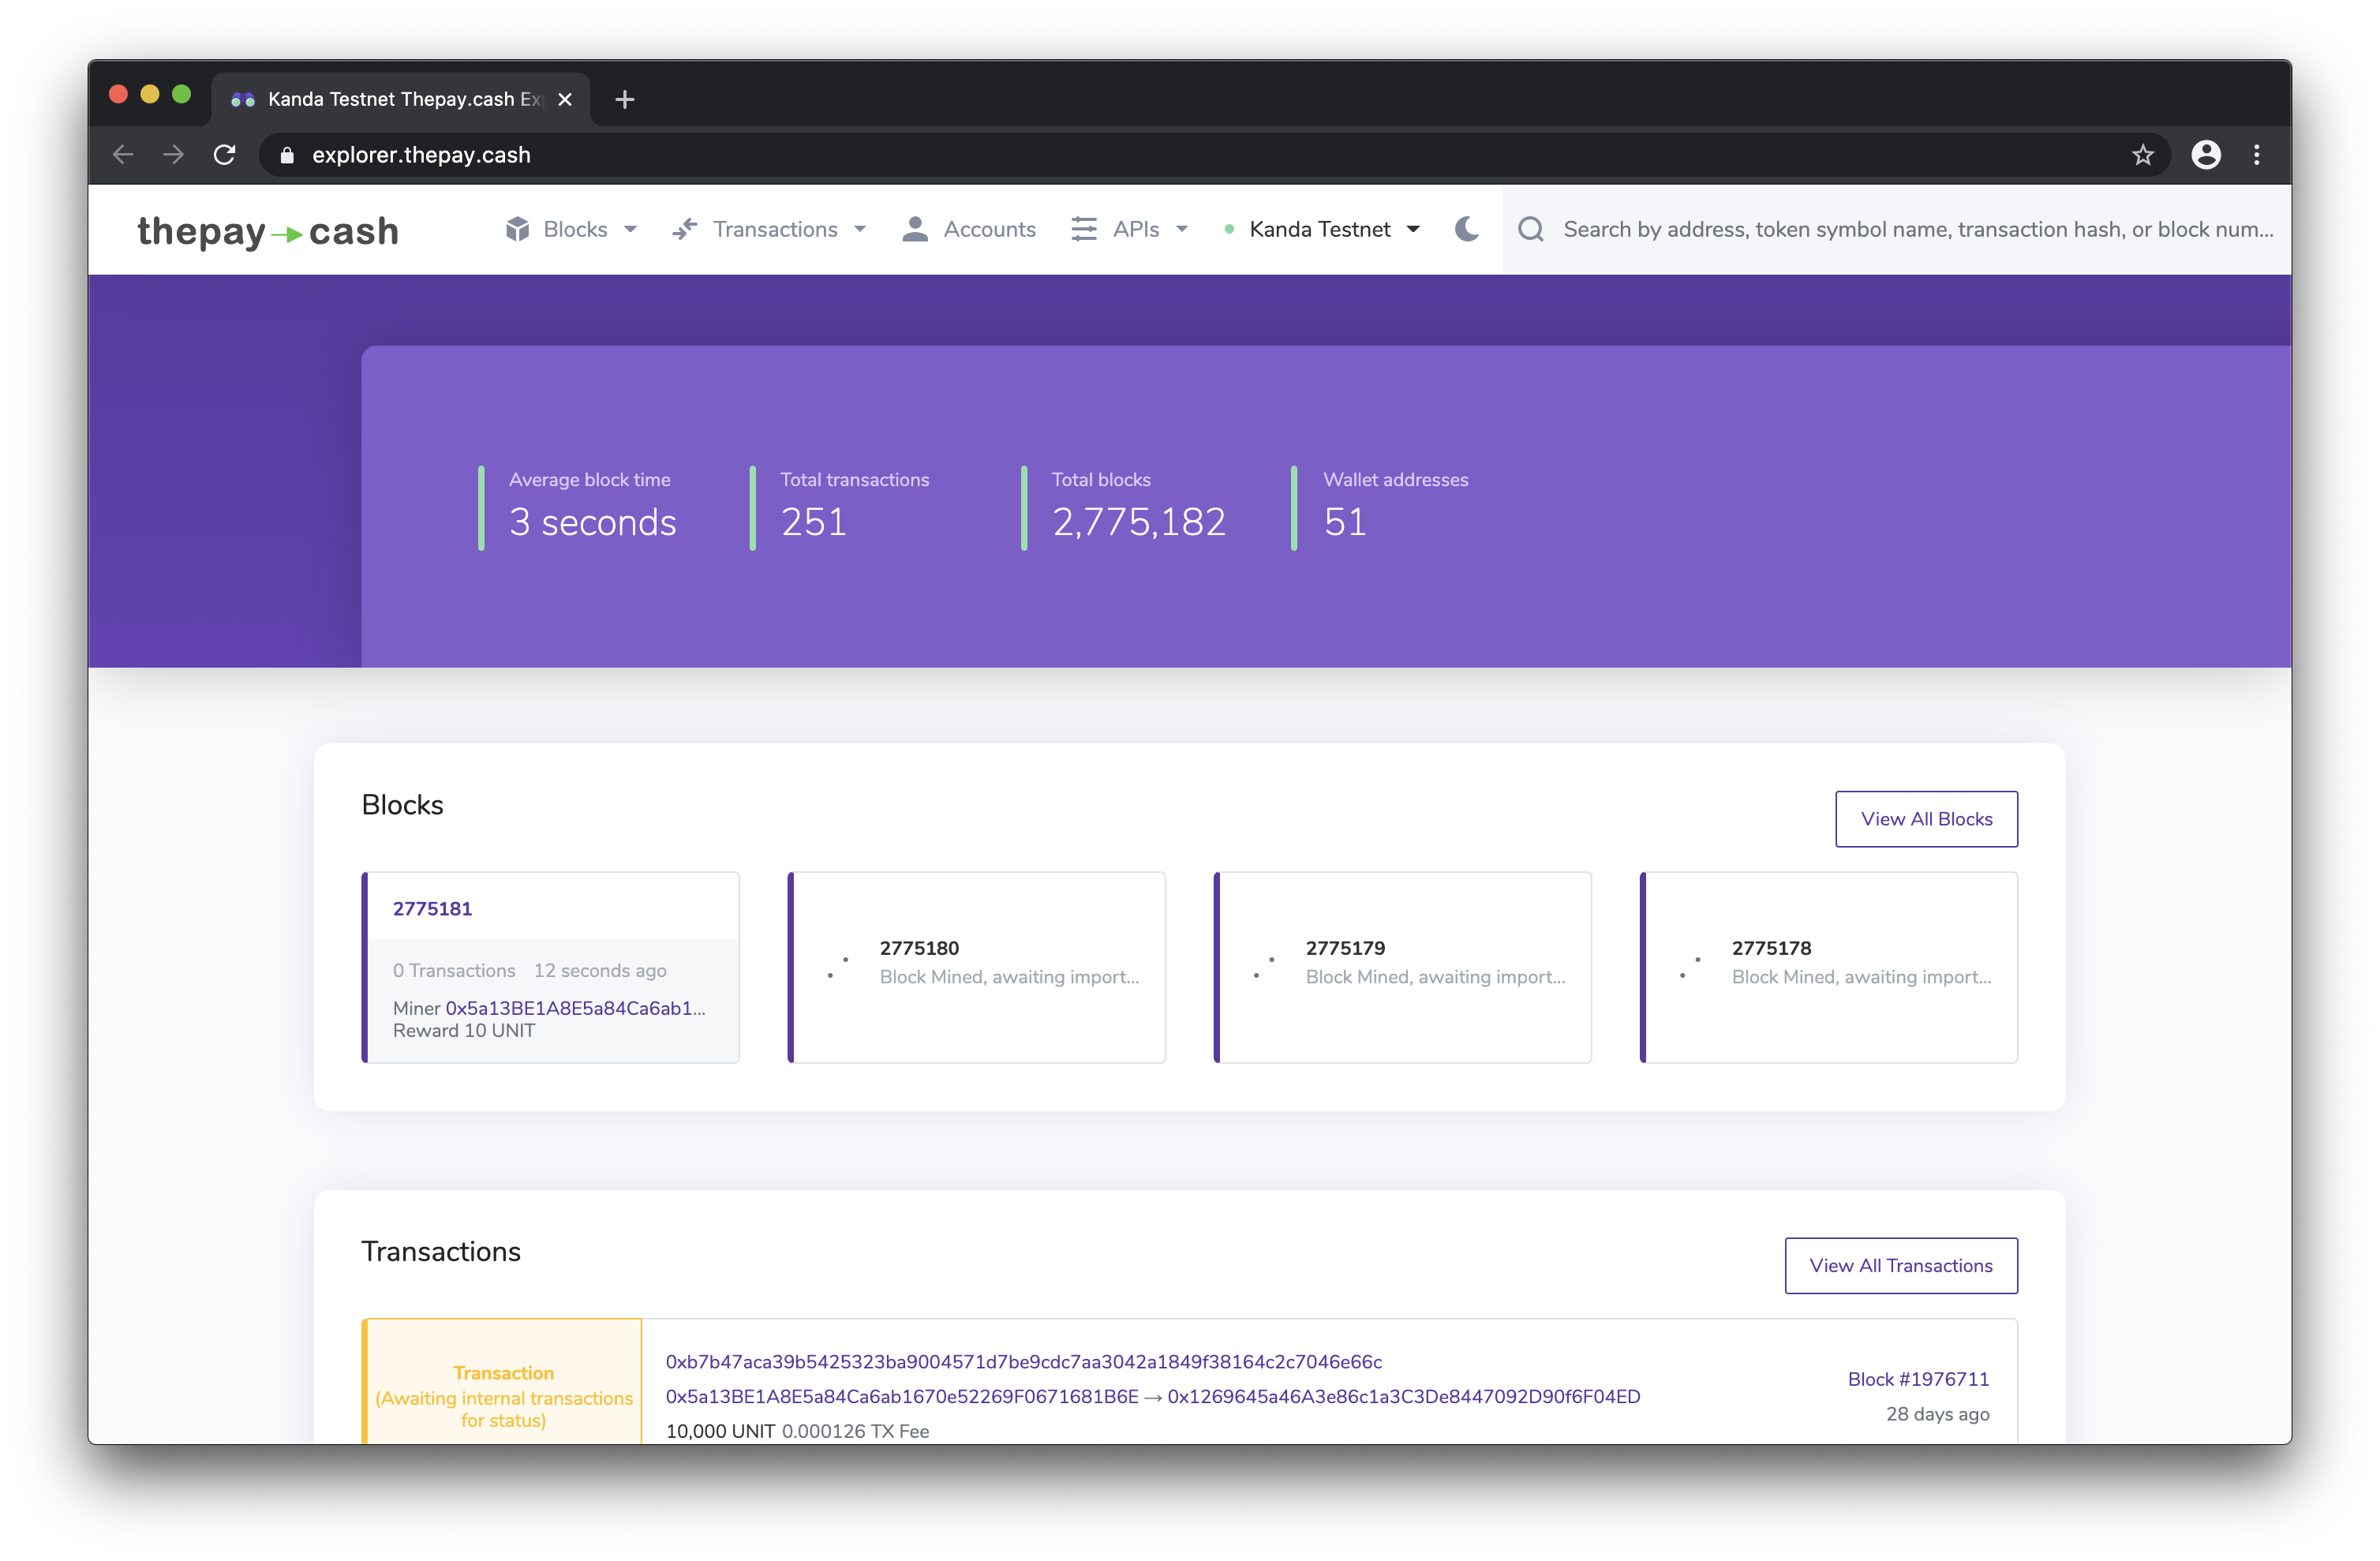 Kanda Testnet Thepay.cash Ex
explorer.thepay.cash
thepay cash
Blocks
Transactions
Accounts
APIs
Kanda Testnet
Search by address, token symbol name, transaction hash, or block num...
Average block time
3 seconds
Total transactions
251
Total blocks
2,775,182
Wallet addresses
51
Blocks
View All Blocks
2775181
0 Transactions 12 seconds ago
Miner 0x5a13BE1A8E5a84Ca6ab1...
Reward 10 UNIT
2775180
Block Mined, awaiting import...
2775179
Block Mined, awaiting import...
2775178
Block Mined, awaiting import...
Transactions
View All Transactions
Transaction
(Awaiting internal transactions
for status)
0xb7b47aca39b5425323ba9004571d7be9cdc7aa3042a1849f38164c2c7046e66c
0x5a13BE1A8E5a84Ca6ab1670e52269F0671681B6E → 0x1269645a46A3e86c1a3C3De8447092D90f6F04ED
10,000 UNIT 0.000126 TX Fee
Block #1976711
28 days ago